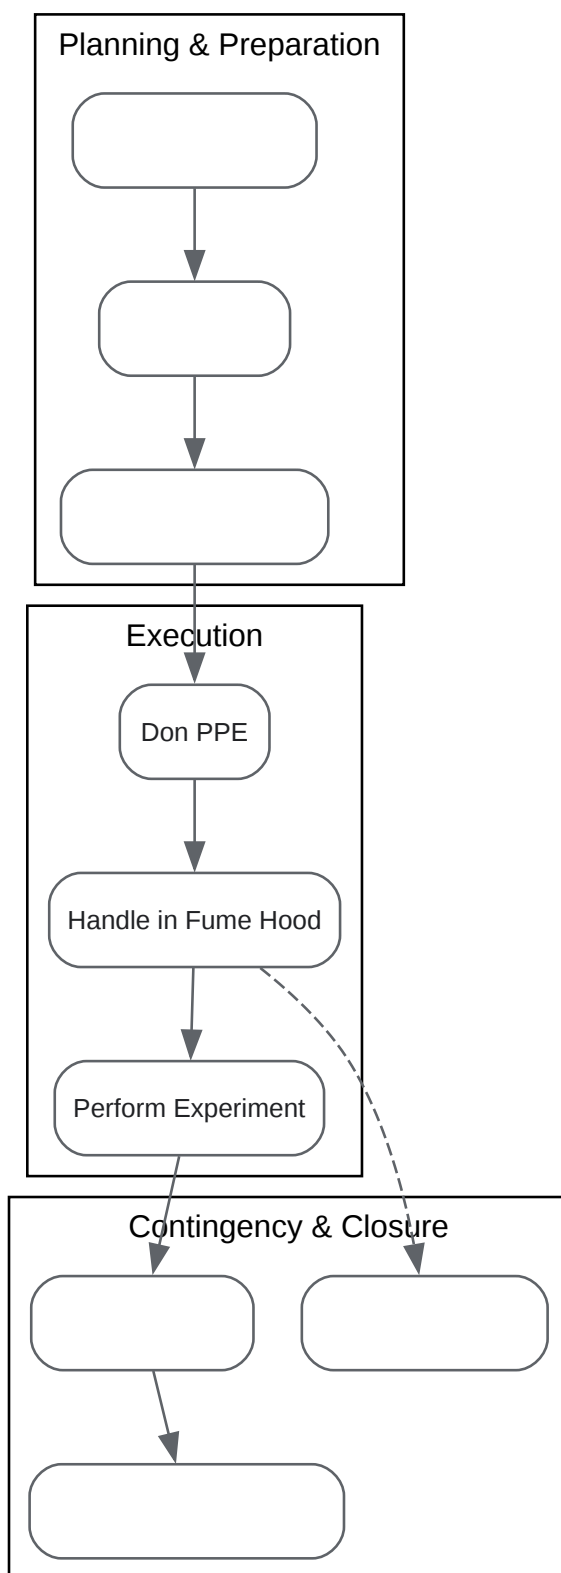 Planning & Preparation
Execution
Don PPE
Handle in Fume Hood
Perform Experiment
Contingency & Closure